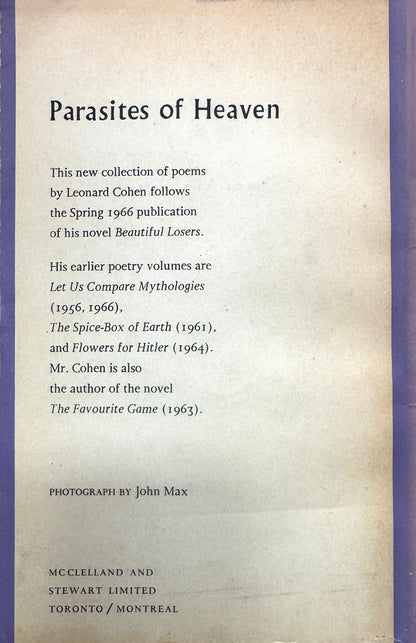 Parasites of Heaven
This new collection of poems
by Leonard Cohen follows
the Spring 1966 publication
of his novel Beautiful Losers.
His earlier poetry volumes are
Let Us Compare Mythologies
(1956, 1966),
The Spice-Box of Earth (1961),
and Flowers for Hitler (1964).
Mr. Cohen is also
the author of the novel
The Favourite Game (1963).
PHOTOGRAPH BY John Max
MCCLELLAND AND
STEWART LIMITED
TORONTO / MONTREAL